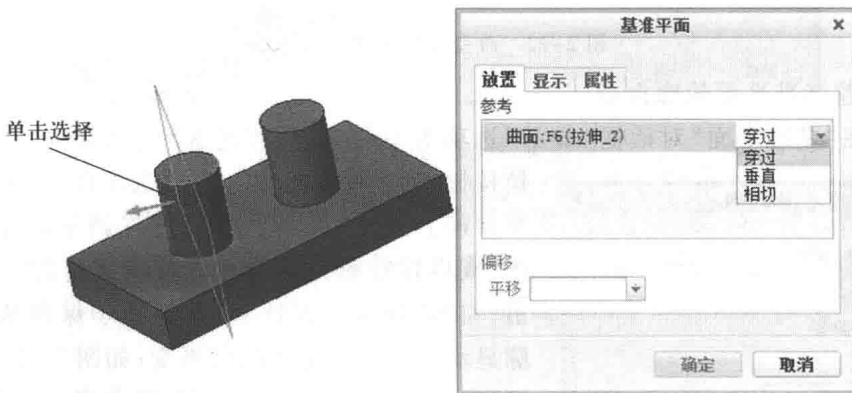 单击选择
基准平面
×
放置 显示 属性
参考
曲面:F6(拉伸_2) 穿过
穿过
垂直
相切
偏移
平移
确定 取消